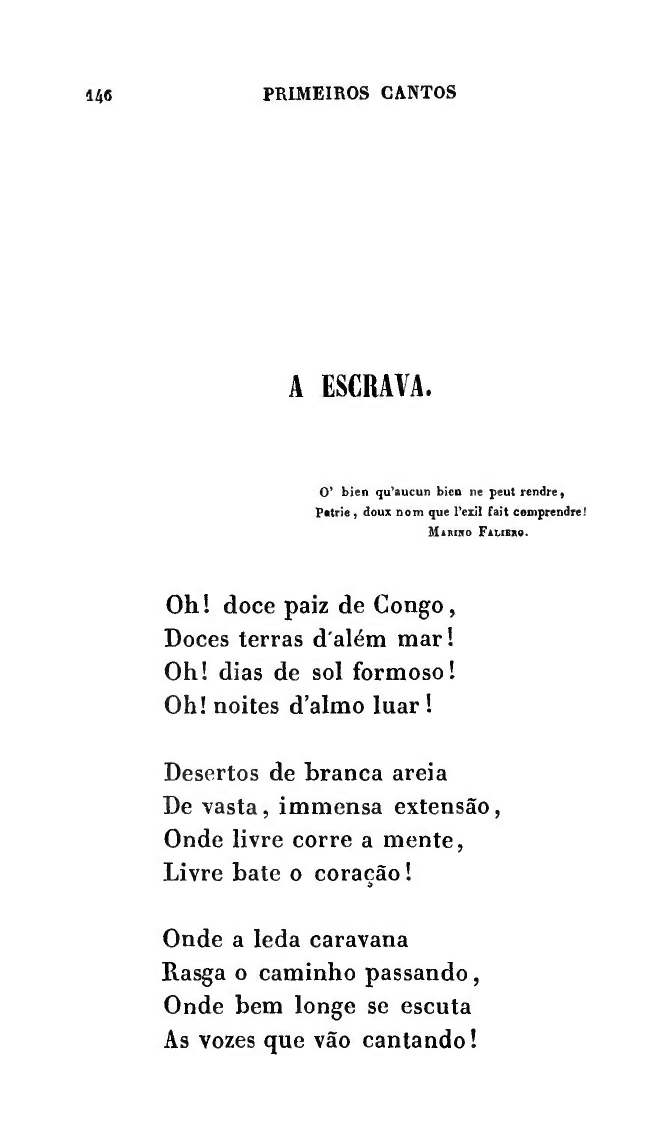 146
PRIMEIROS CANTOS
A ESCRAVA.
O' bien qu'aucun bien ne peut rendre,
Patrie, doux nom que l'exil fait comprendre!
MARINO FALIERO.
Oh! doce paiz de Congo,
Doces terras d'além mar!
Oh! dias de sol formoso!
Oh! noites d'almo luar!
Desertos de branca areia
De vasta, immensa extensão,
Onde livre corre a mente,
Livre bate o coração!
Onde a leda caravana
Rasga o caminho passando,
Onde bem longe se escuta
As vozes que vão cantando!